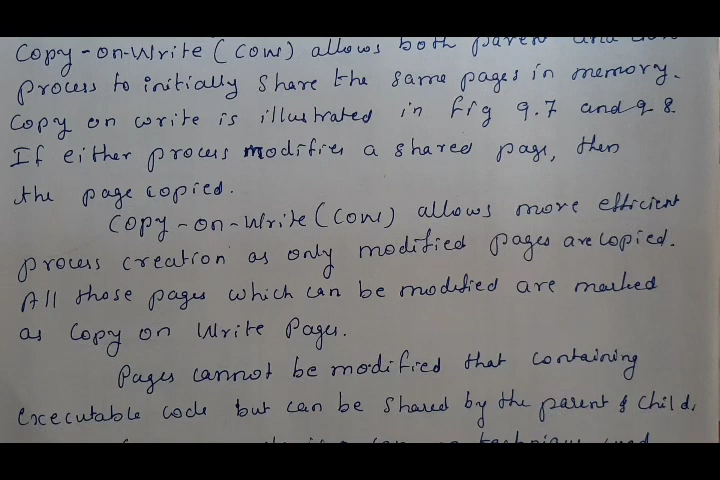 Copy-on-Write (COW) allows both parent and
process to initially share the same pages in memory.
Copy on write is illustrated in fig 9.7 and 9.8
If either process modifies a shared page, then
the page copied.
Copy-on-Write (COW) allows more efficient
process creation as only modified pages are copied.
All those pages which can be modified are marked
as Copy on Write Pages.
Pages cannot be modified that containing
executable code but can be shared by the parent & child.
technique used